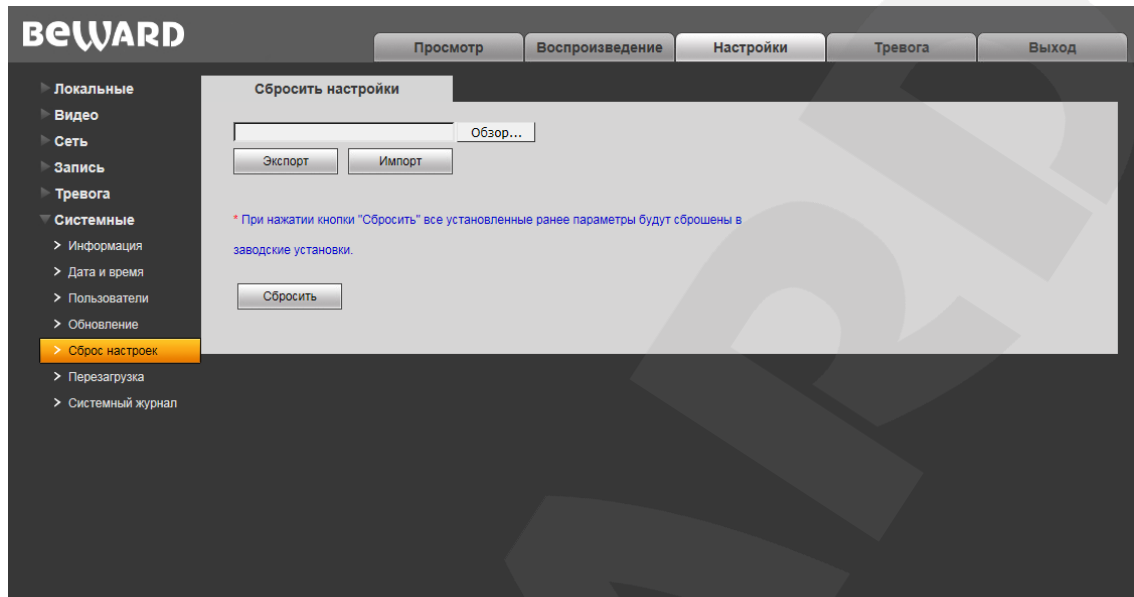 BEWARD
Просмотр
Воспроизведение
Настройки
Тревога
Выход
Локальные
Видео
Сеть
Запись
Тревога
Системные
> Информация
> Дата и время
> Пользователи
> Обновление
> Сброс настроек
> Перезагрузка
> Системный журнал
Сбросить настройки
Обзор...
Экспорт
Импорт
* При нажатии кнопки "Сбросить" все установленные ранее параметры будут сброшены в
заводские установки.
Сбросить